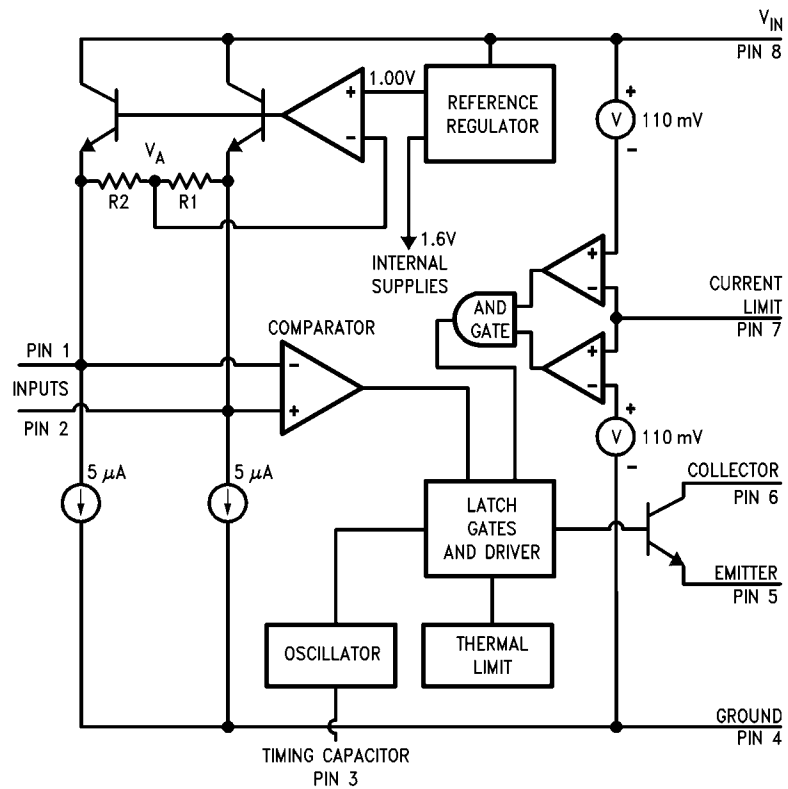 V_IN
PIN 8
1.00V
+
−
REFERENCE
REGULATOR
+
V
110 mV
−
V_A
R2
R1
1.6V
INTERNAL
SUPPLIES
+
−
CURRENT
LIMIT
PIN 7
AND
GATE
COMPARATOR
+
−
PIN 1
INPUTS
PIN 2
−
+
+
V
110 mV
−
5 µA
5 µA
COLLECTOR
PIN 6
LATCH
GATES
AND DRIVER
EMITTER
PIN 5
OSCILLATOR
THERMAL
LIMIT
GROUND
PIN 4
TIMING CAPACITOR
PIN 3